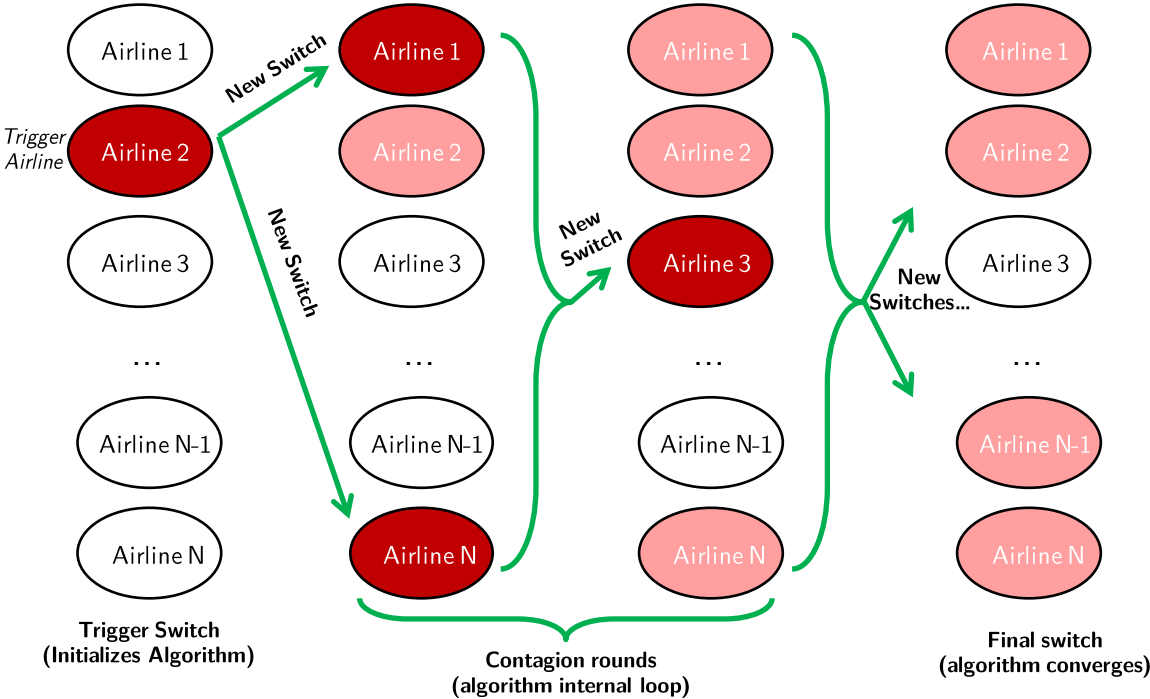 Airline 1
Trigger
Airline
Airline 2
Airline 3
...
Airline N-1
Airline N
Trigger Switch
(Initializes Algorithm)
New Switch
New Switch
Airline 1
Airline 2
Airline 3
...
Airline N-1
Airline N
New
Switch
Airline 1
Airline 2
Airline 3
...
Airline N-1
Airline N
Contagion rounds
(algorithm internal loop)
New
Switches...
Airline 1
Airline 2
Airline 3
...
Airline N-1
Airline N
Final switch
(algorithm converges)